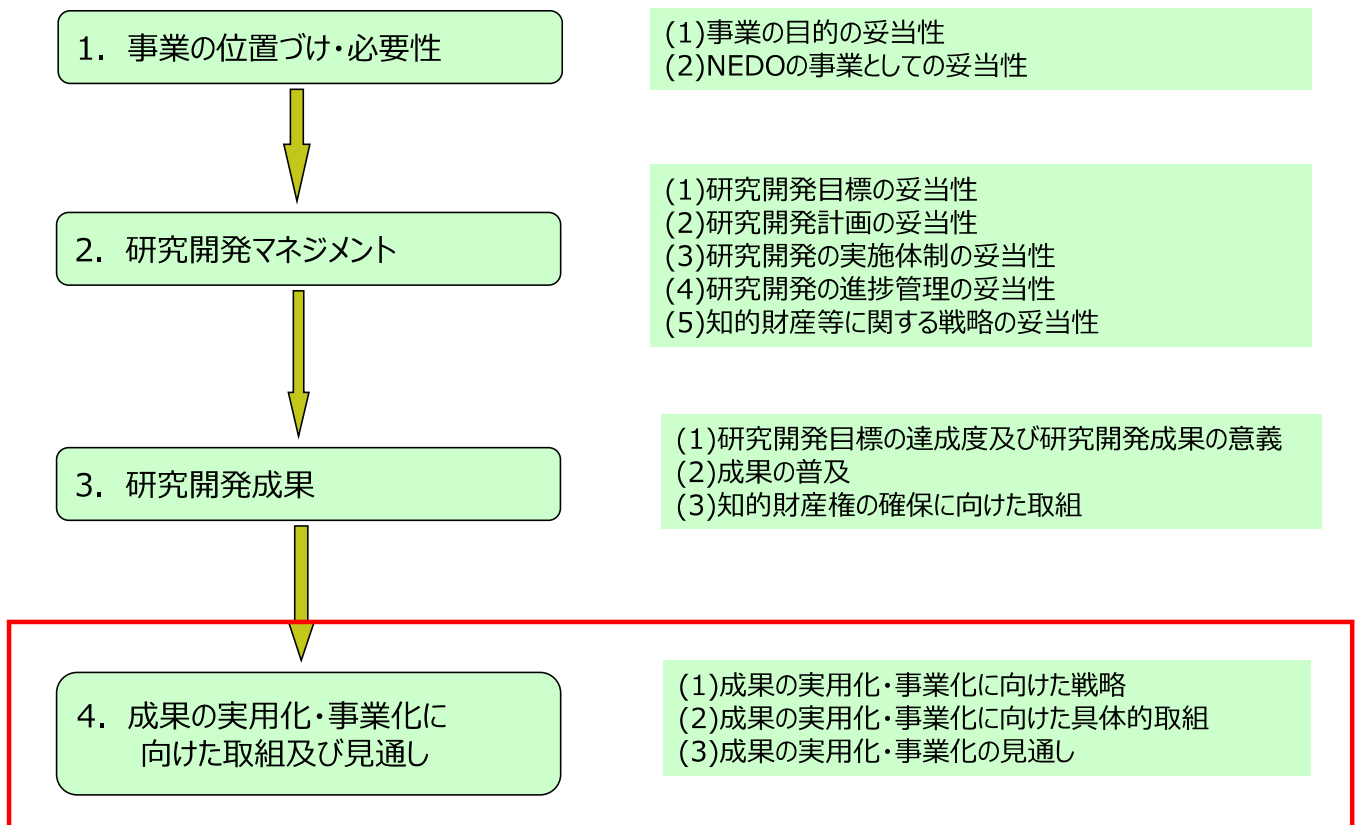 1. 事業の位置づけ・必要性
(1)事業の目的の妥当性
(2)NEDOの事業としての妥当性
2. 研究開発マネジメント
(1)研究開発目標の妥当性
(2)研究開発計画の妥当性
(3)研究開発の実施体制の妥当性
(4)研究開発の進捗管理の妥当性
(5)知的財産等に関する戦略の妥当性
3. 研究開発成果
(1)研究開発目標の達成度及び研究開発成果の意義
(2)成果の普及
(3)知的財産権の確保に向けた取組
4. 成果の実用化・事業化に
向けた取組及び見通し
(1)成果の実用化・事業化に向けた戦略
(2)成果の実用化・事業化に向けた具体的取組
(3)成果の実用化・事業化の見通し